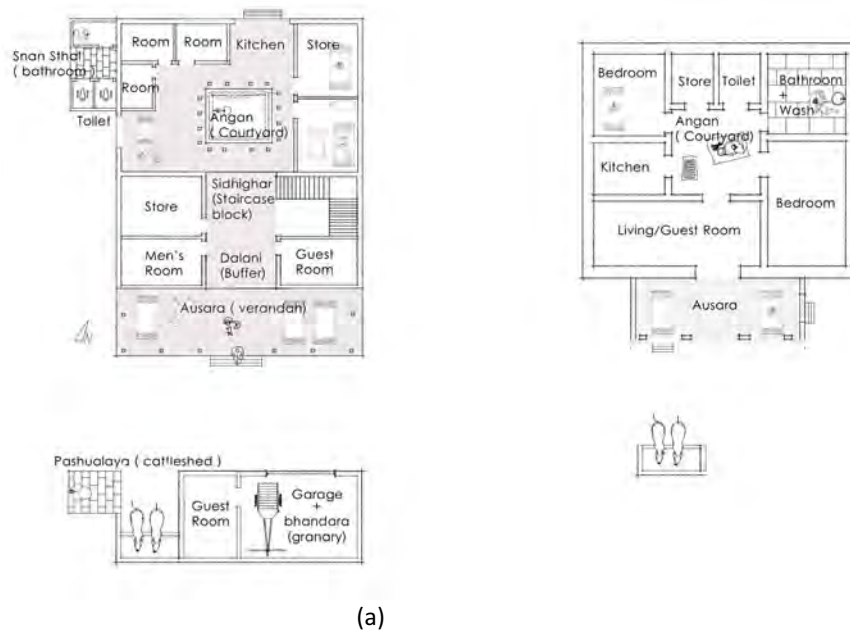 Room
Room
Kitchen
Store
Snan Sthal
( bathroom )
Room
Toilet
Angan
( Courtyard)
Sidhighar
(Staircase
block)
Store
Men's
Room
Dalani
(Buffer)
Guest
Room
Ausara ( verandah)
Pashualaya ( cattleshed )
Guest
Room
Garage
+
bhandara
(granary)
Bedroom
Store
Toilet
Bathroom
+
Wash
Angan
( Courtyard)
Kitchen
Bedroom
Living/Guest Room
Ausara
(a)